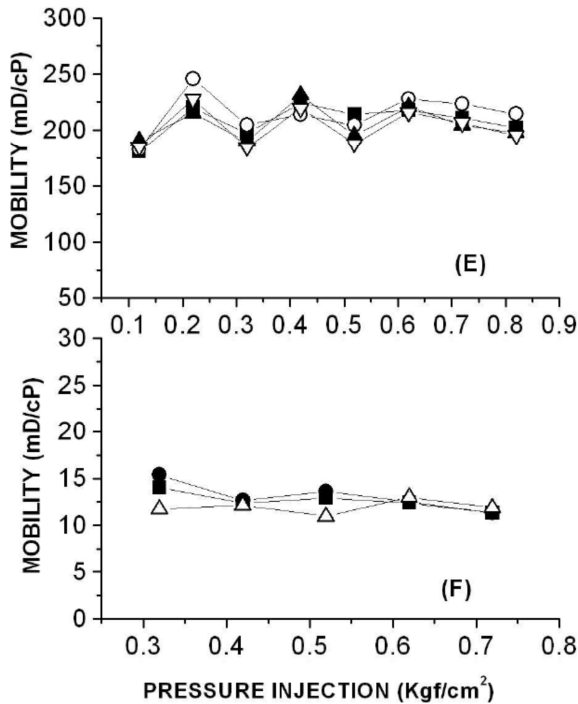 300
250
200
150
100
50
MOBILITY (mD/cP)
(E)
0.1 0.2 0.3 0.4 0.5 0.6 0.7 0.8 0.9
30
25
20
15
10
5
0
MOBILITY (mD/cP)
(F)
0.3 0.4 0.5 0.6 0.7 0.8
PRESSURE INJECTION (Kgf/cm²)